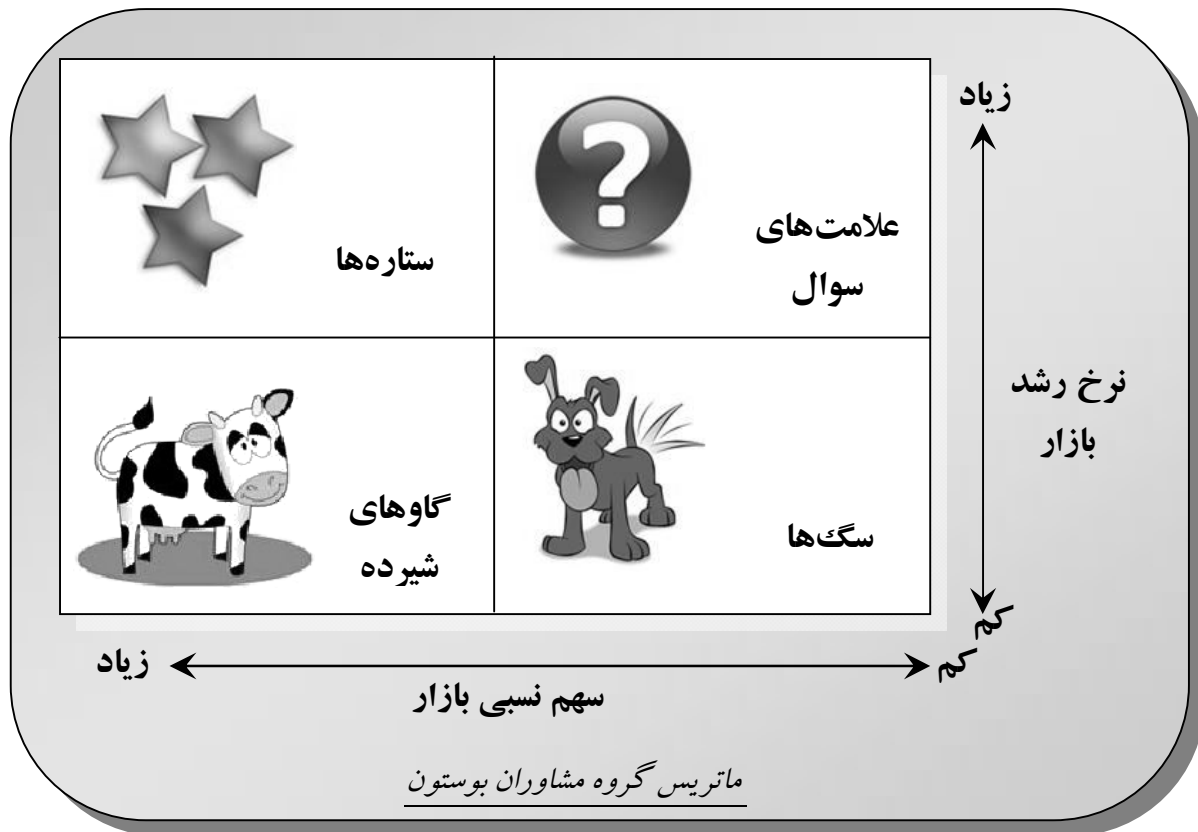 زیاد
علامت‌های
سوال
ستاره‌ها
نرخ رشد
بازار
سگ‌ها
گاوهای
شیرده
کم
کم
زیاد
سهم نسبی بازار
ماتریس گروه مشاوران بوستون